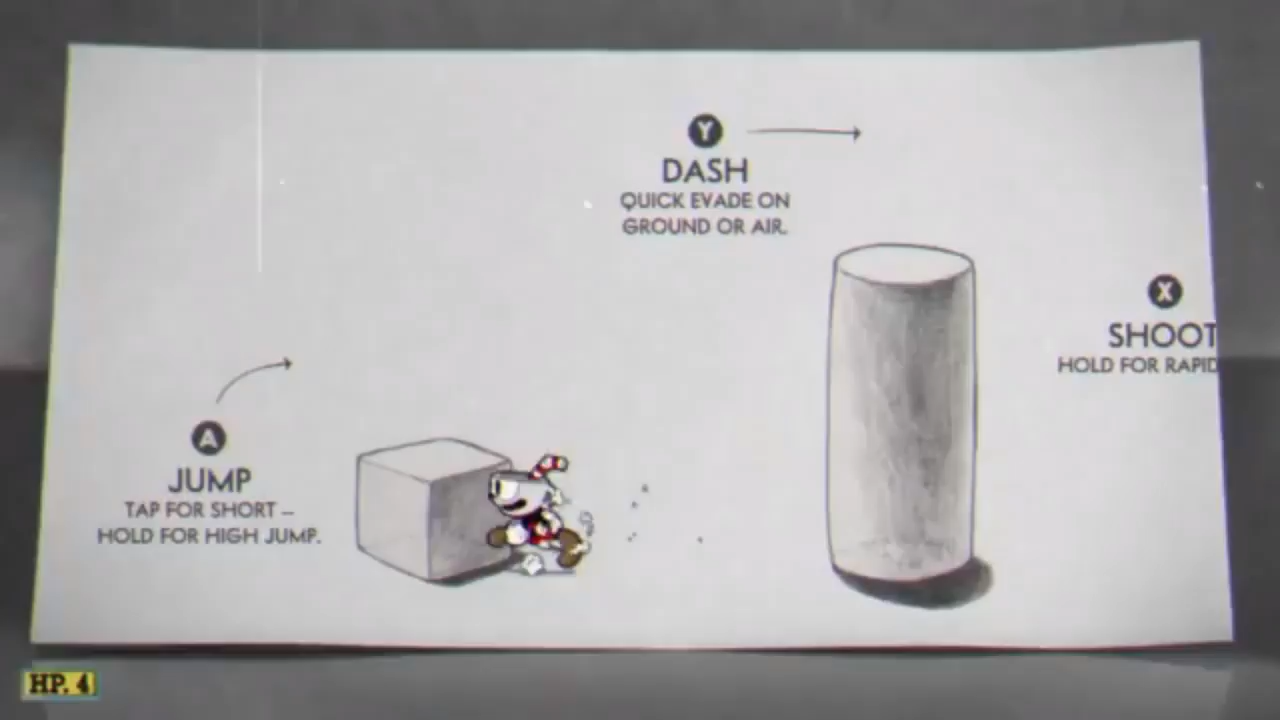 Y
DASH
QUICK EVADE ON
GROUND OR AIR.
X
SHOOT
HOLD FOR RAPID
A
JUMP
TAP FOR SHORT –
HOLD FOR HIGH JUMP.
HP. 4